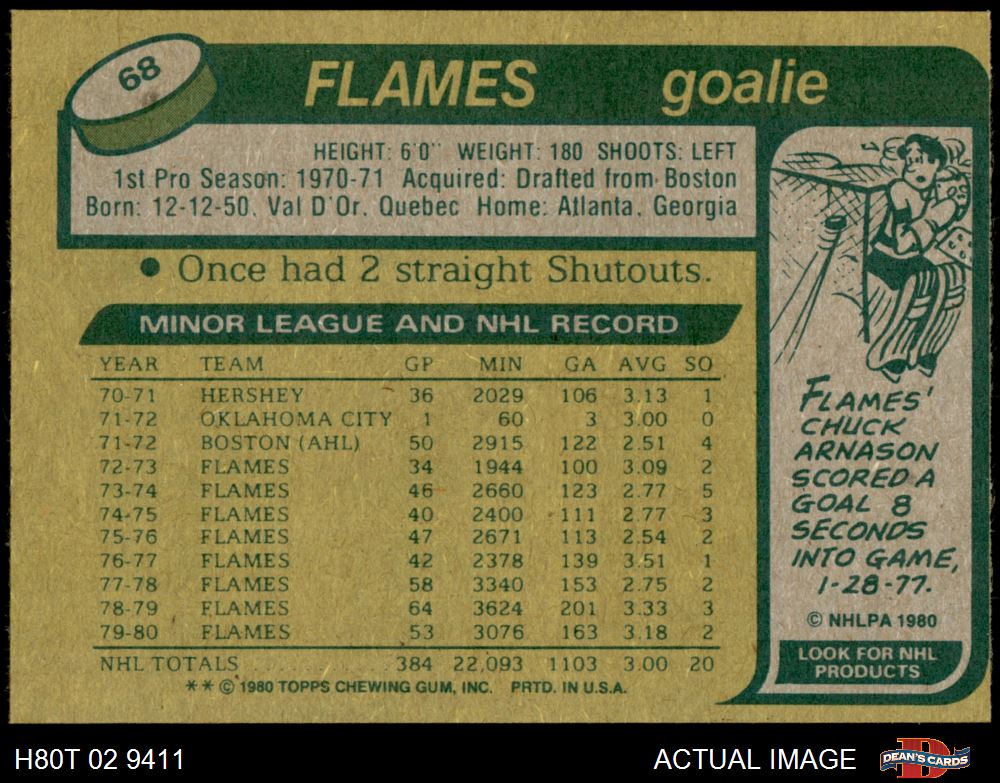 68
FLAMES goalie
HEIGHT: 6'0" WEIGHT: 180 SHOOTS: LEFT
1st Pro Season: 1970-71 Acquired: Drafted from Boston
Born: 12-12-50, Val D'Or, Quebec Home: Atlanta, Georgia
• Once had 2 straight Shutouts.
MINOR LEAGUE AND NHL RECORD
YEAR TEAM GP MIN GA AVG SO
70-71 HERSHEY 36 2029 106 3.13 1
71-72 OKLAHOMA CITY 1 60 3 3.00 0
71-72 BOSTON (AHL) 50 2915 122 2.51 4
72-73 FLAMES 34 1944 100 3.09 2
73-74 FLAMES 46 2660 123 2.77 5
74-75 FLAMES 40 2400 111 2.77 3
75-76 FLAMES 47 2671 113 2.54 2
76-77 FLAMES 42 2378 139 3.51 1
77-78 FLAMES 58 3340 153 2.75 2
78-79 FLAMES 64 3624 201 3.33 3
79-80 FLAMES 53 3076 163 3.18 2
NHL TOTALS . . . . . . . . . . . 384 22,093 1103 3.00 20
** © 1980 TOPPS CHEWING GUM, INC. PRTD. IN U.S.A.
FLAMES'
CHUCK
ARNASON
SCORED A
GOAL 8
SECONDS
INTO GAME,
1-28-77.
© NHLPA 1980
LOOK FOR NHL
PRODUCTS
H80T 02 9411 ACTUAL IMAGE
DEAN'S CARDS